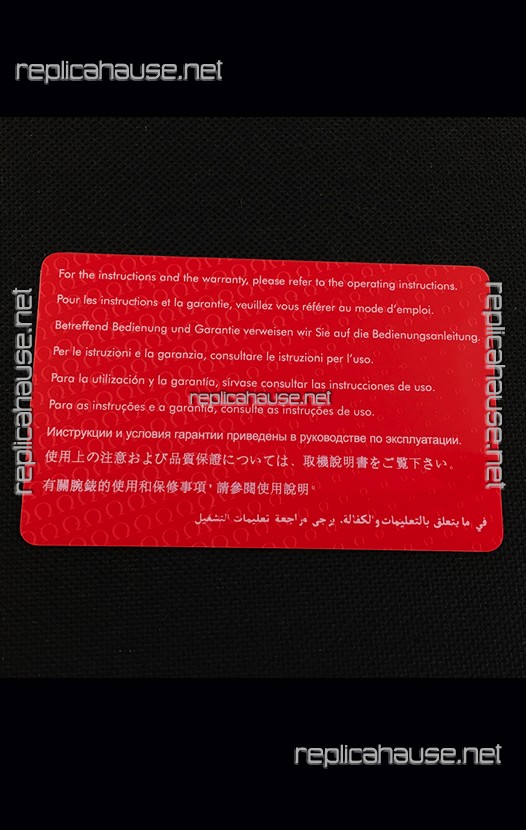 replicahause.net
For the instructions and the warranty, please refer to the operating instructions.
Pour les instructions et la garantie, veuillez vous référer au mode d'emploi.
Betreffend Bedienung und Garantie verweisen wir Sie auf die Bedienungsanleitung.
Per le istruzioni e la garanzia, consultare le istruzioni per l'uso.
Para la utilización y la garantía, sírvase consultar las instrucciones de uso.
replicahause.net
Para as instruções e a garantia, consulte as instruções de uso.
Инструкции и условия гарантии приведены в руководстве по эксплуатации.
使用上の注意および品質保證については、取機說明書をご覽下さい。
有關腕錶的使用和保修事項，請參閱使用說明。
في ما يتعلق بالتعليمات والكفالة، يرجى مراجعة تعليمات التشغيل
replicahause.net
replicahause.net
replicahause.net